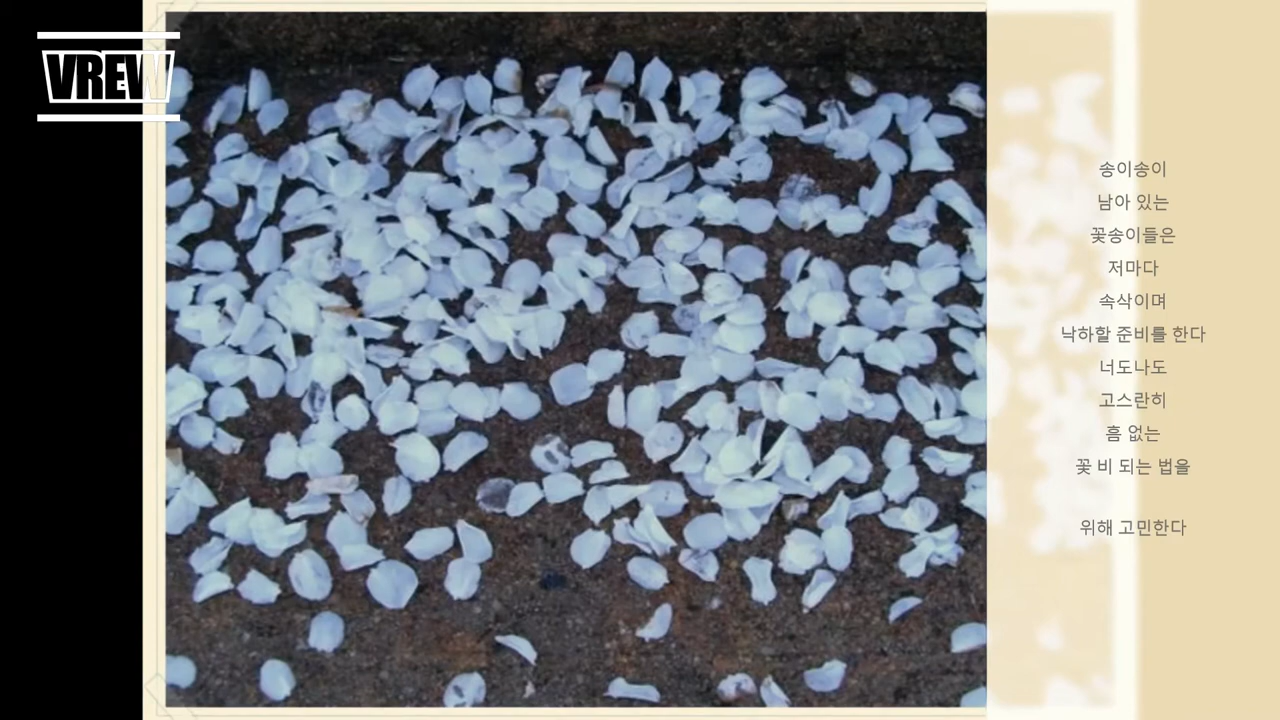 VREW
송이송이
남아 있는
꽃송이들은
저마다
속삭이며
낙하할 준비를 한다
너도나도
고스란히
흠 없는
꽃 비 되는 법을
위해 고민한다